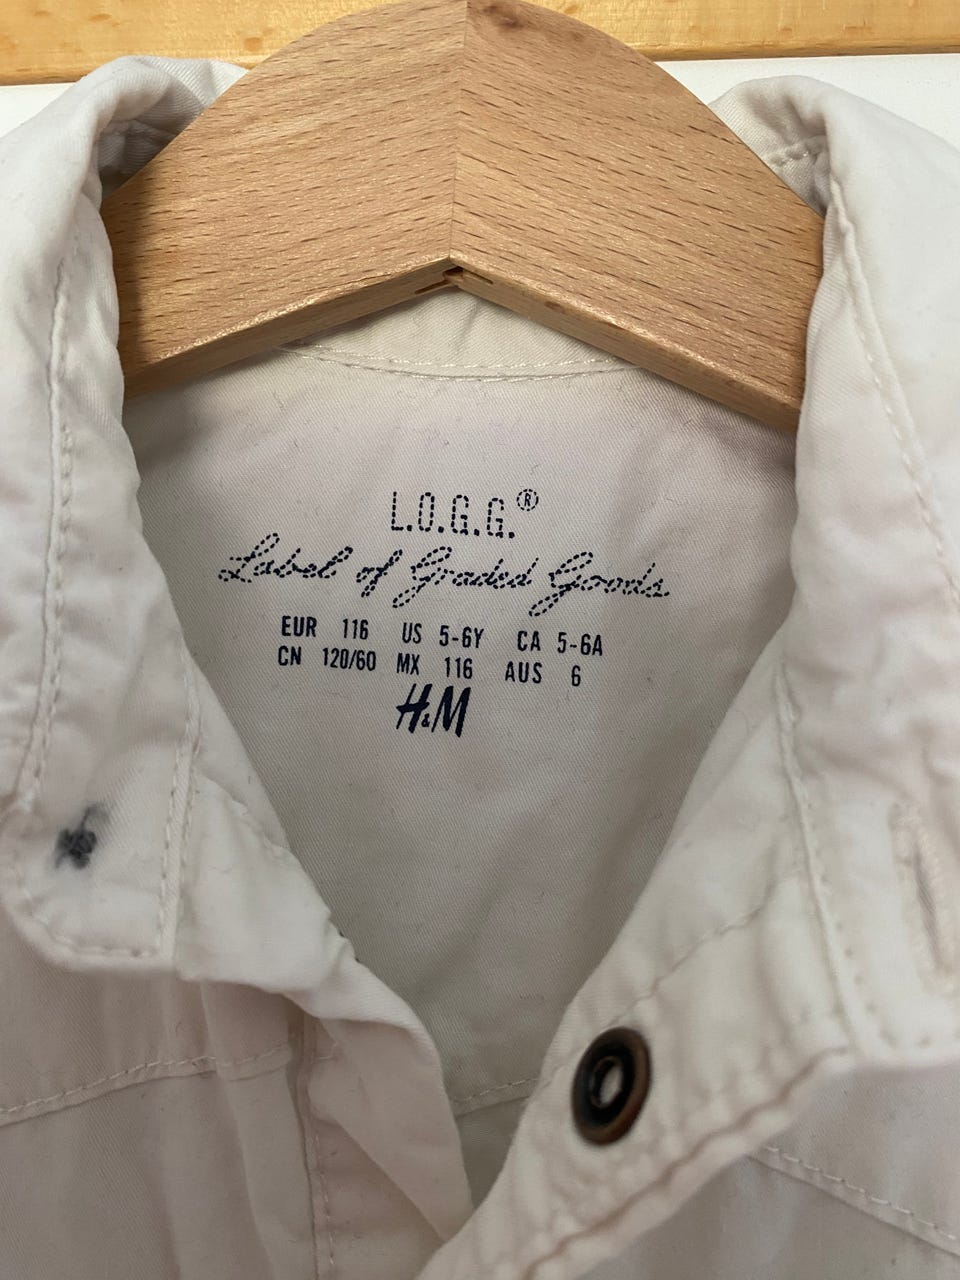 L.O.G.G.®
Label of Graded Goods
EUR 116 US 5-6Y CA 5-6A
CN 120/60 MX 116 AUS 6
H&M